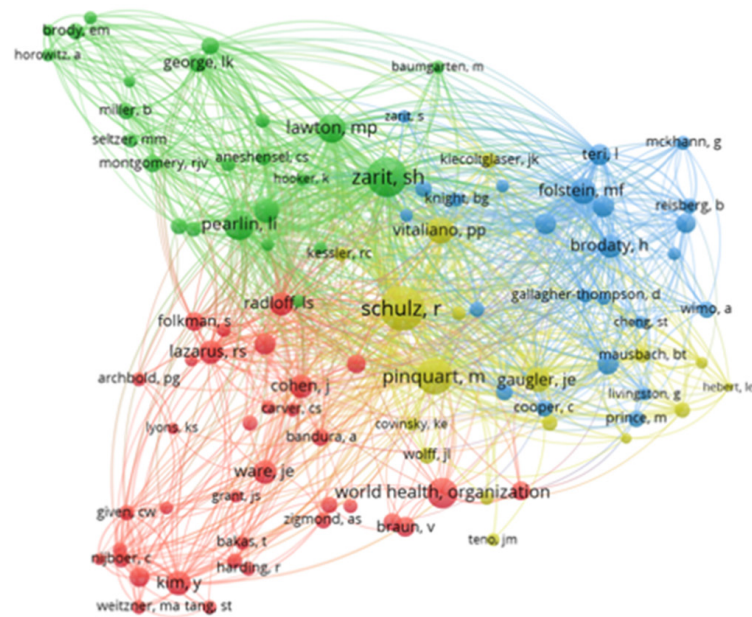 brody, em
horowitz, a
george, lk
baumgarten, m
miller, b
zarit, s
lawton, mp
seltzer, mm
mckhann, g
teri, l
montgomery, rjv
aneshensel, cs
kiecoltglaser, jk
hooker, k
zarit, sh
folstein, mf
knight, bg
reisberg, b
pearlin, li
vitaliano, pp
brodaty, h
kessler, rc
gallagher-thompson, d
radloff, ls
schulz, r
wimo, a
folkman, s
cheng, st
lazarus, rs
mausbach, bt
archbold, pg
cohen, j
pinquart, m
gaugler, je
hebert, le
livingston, g
carver, cs
cooper, c
prince, m
lyons, ks
bandura, a
covinsky, ke
wolff, jl
ware, je
grant, js
world health, organization
given, cw
zigmond, as
braun, v
bakas, t
teno, jm
nijboer, c
harding, r
kim, y
weitzner, ma tang, st